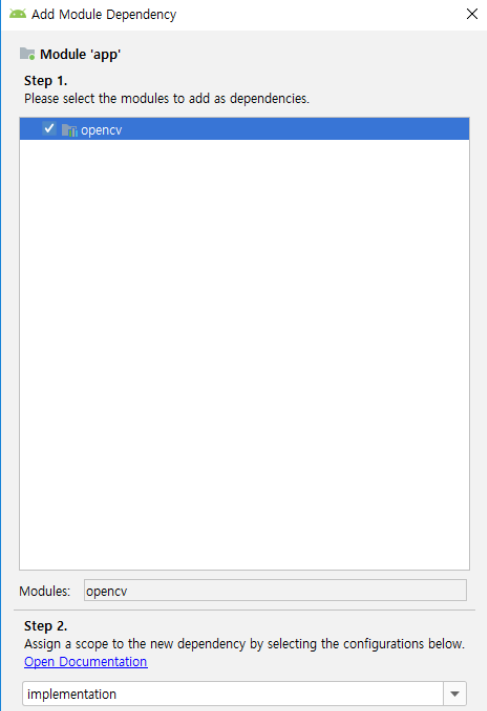 Add Module Dependency
Module 'app'
Step 1.
Please select the modules to add as dependencies.
opencv
Modules: opencv
Step 2.
Assign a scope to the new dependency by selecting the configurations below.
Open Documentation
implementation